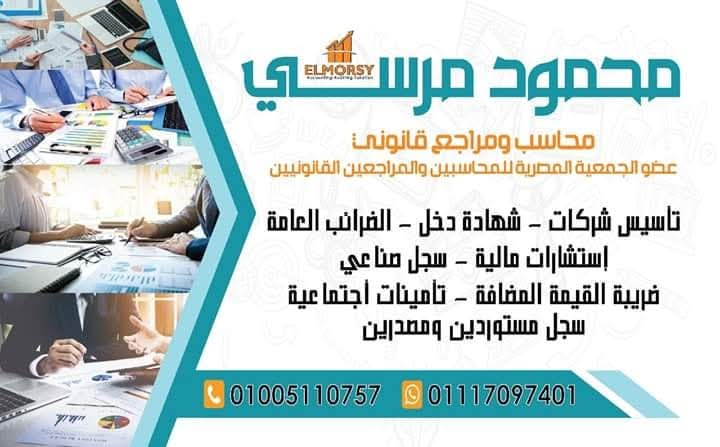 ELMORSY
Accounting Auditing Taxation
محمود مرسي
محاسب ومراجع قانوني
عضو الجمعية المصرية للمحاسبين والمراجعين القانونيين
تأسيس شركات - شهادة دخل - الضرائب العامة
إستشارات مالية - سجل صناعي
ضريبة القيمة المضافة - تأمينات أجتماعية
سجل مستوردين ومصدرين
01005110757 01117097401